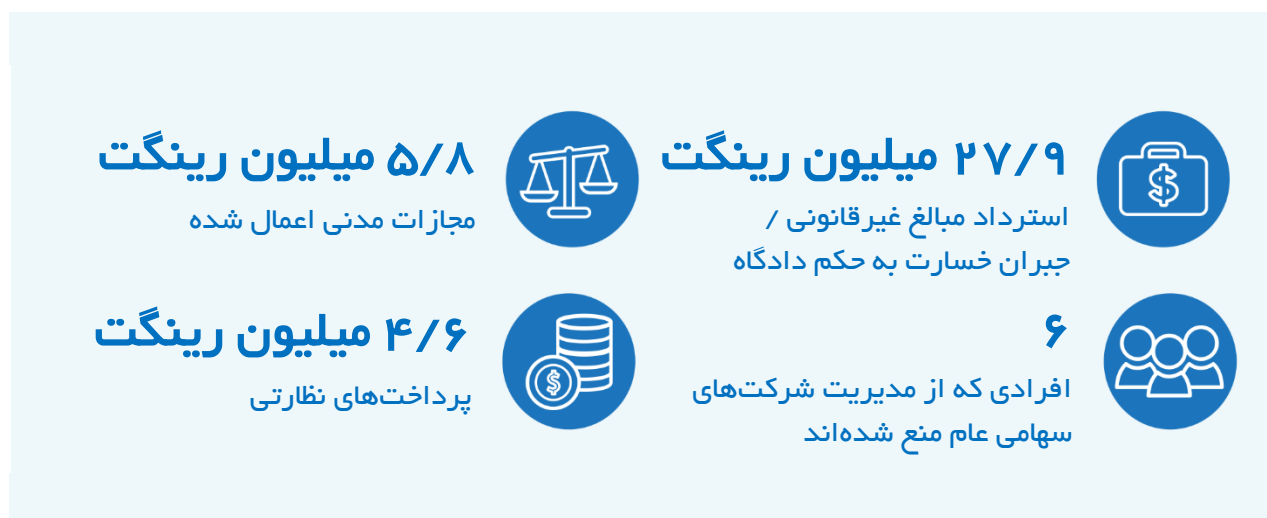 ۲۷/۹ میلیون رینگت
استرداد مبالغ غیرقانونی /
جبران خسارت به حکم دادگاه
۵/۸ میلیون رینگت
مجازات مدنی اعمال شده
۶
افرادی که از مدیریت شرکت‌های
سهامی عام منع شده‌اند
۴/۶ میلیون رینگت
پرداخت‌های نظارتی